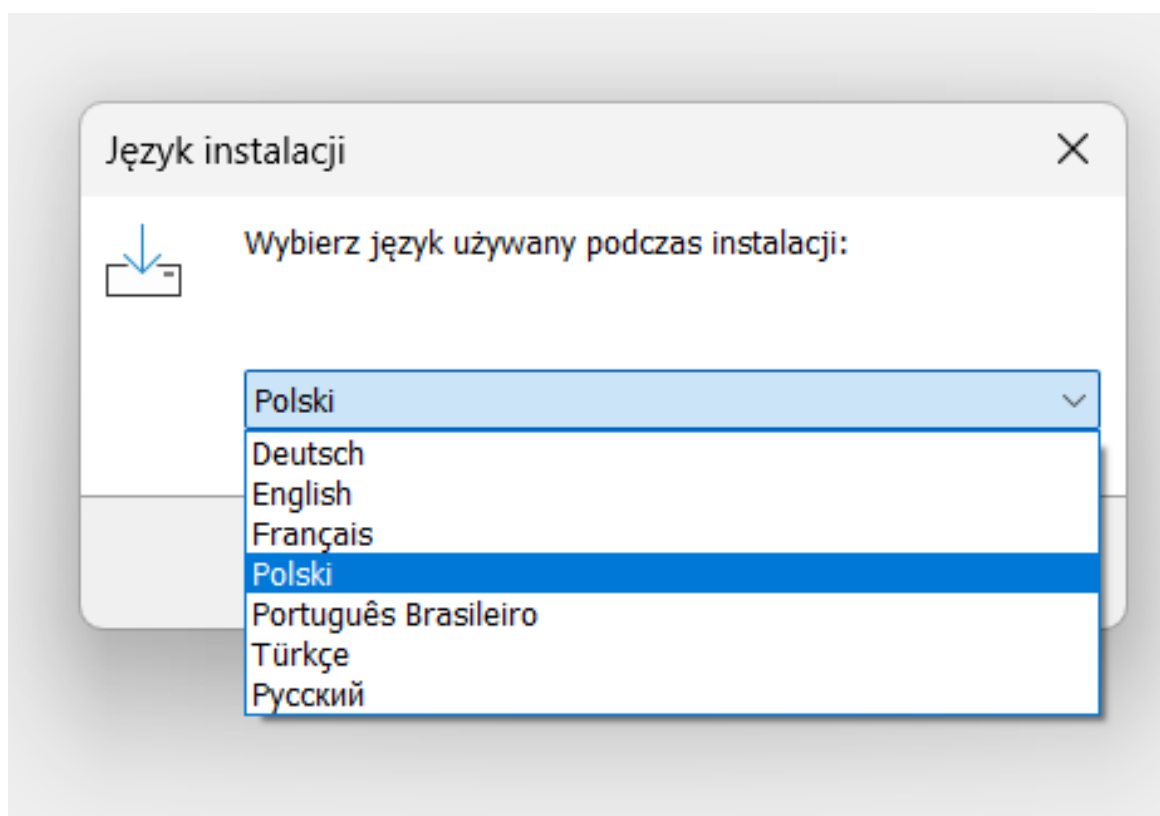 Język instalacji
Wybierz język używany podczas instalacji:
Polski
Deutsch
English
Français
Polski
Português Brasileiro
Türkçe
Русский